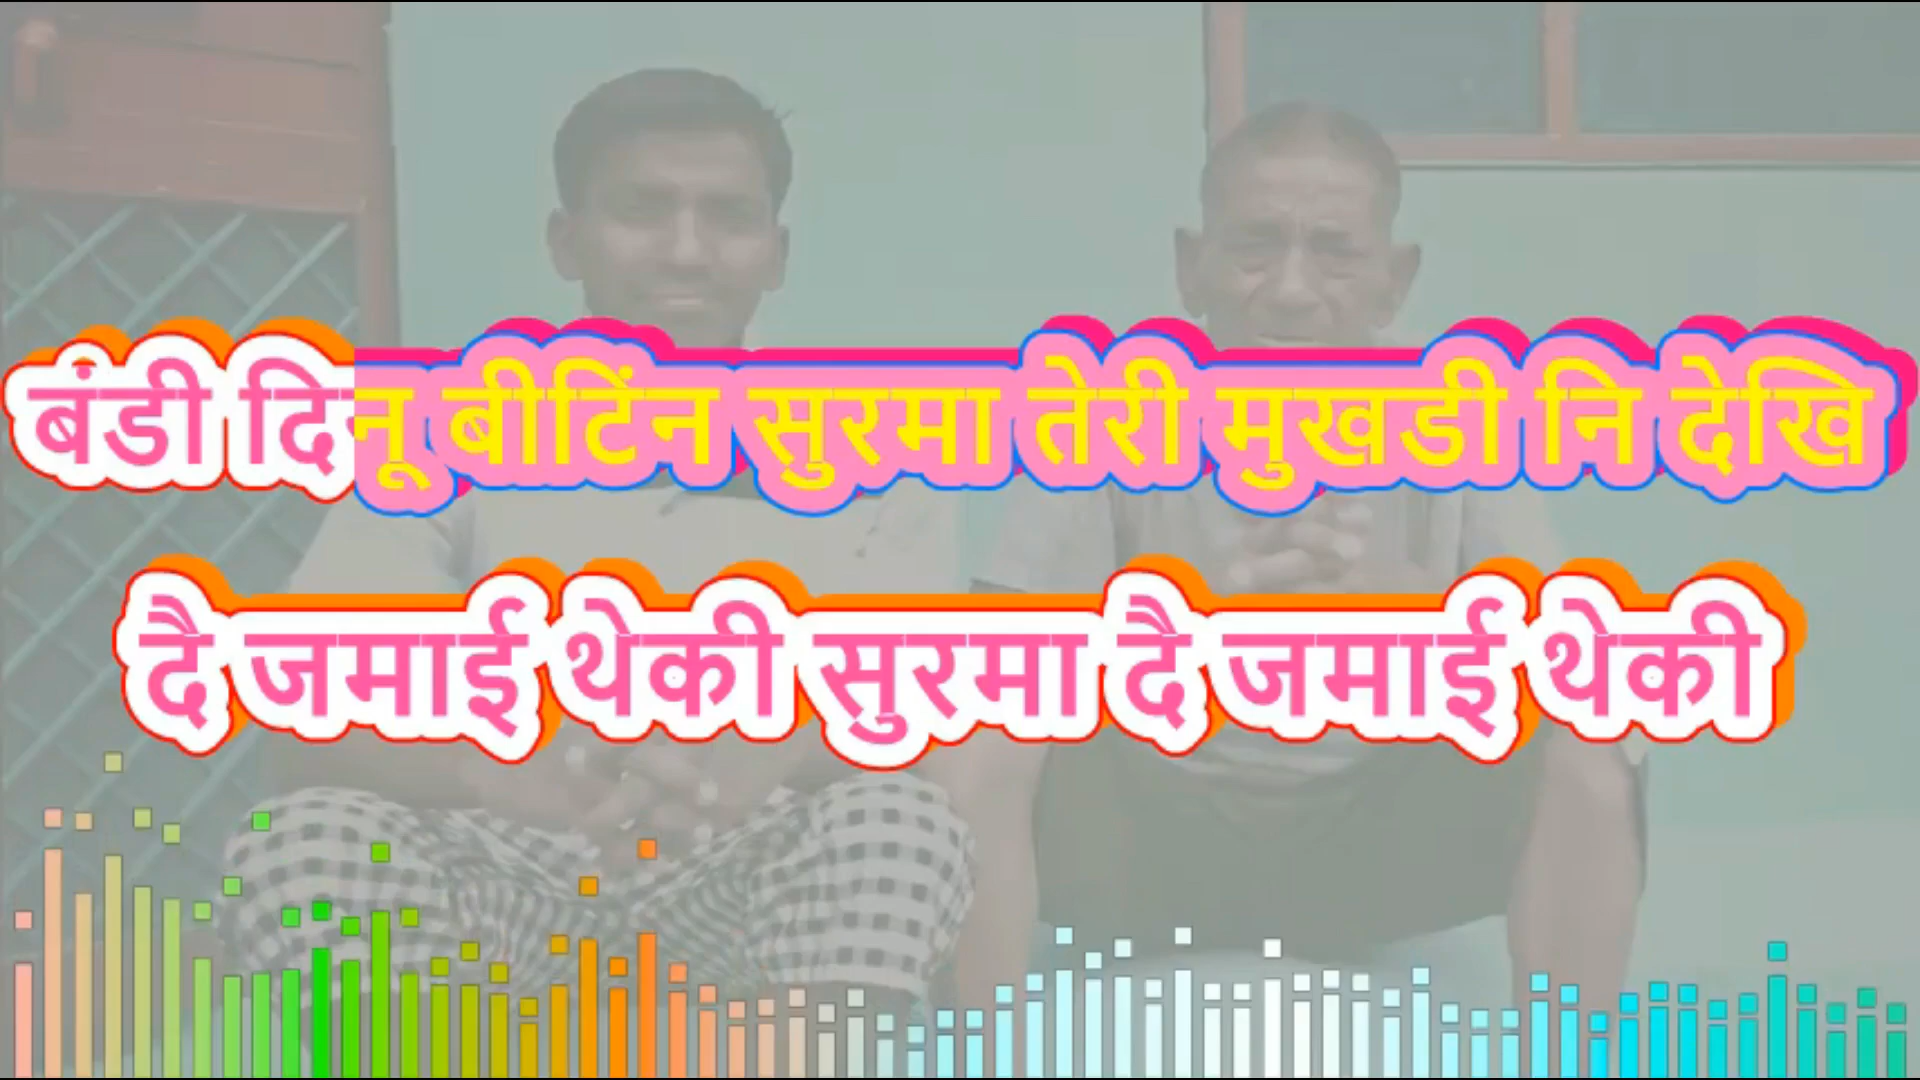 बंडी दिनू बीटिंन सुरमा तेरी मुखडी नि देखि
दै जमाई थेकी सुरमा दै जमाई थेकी